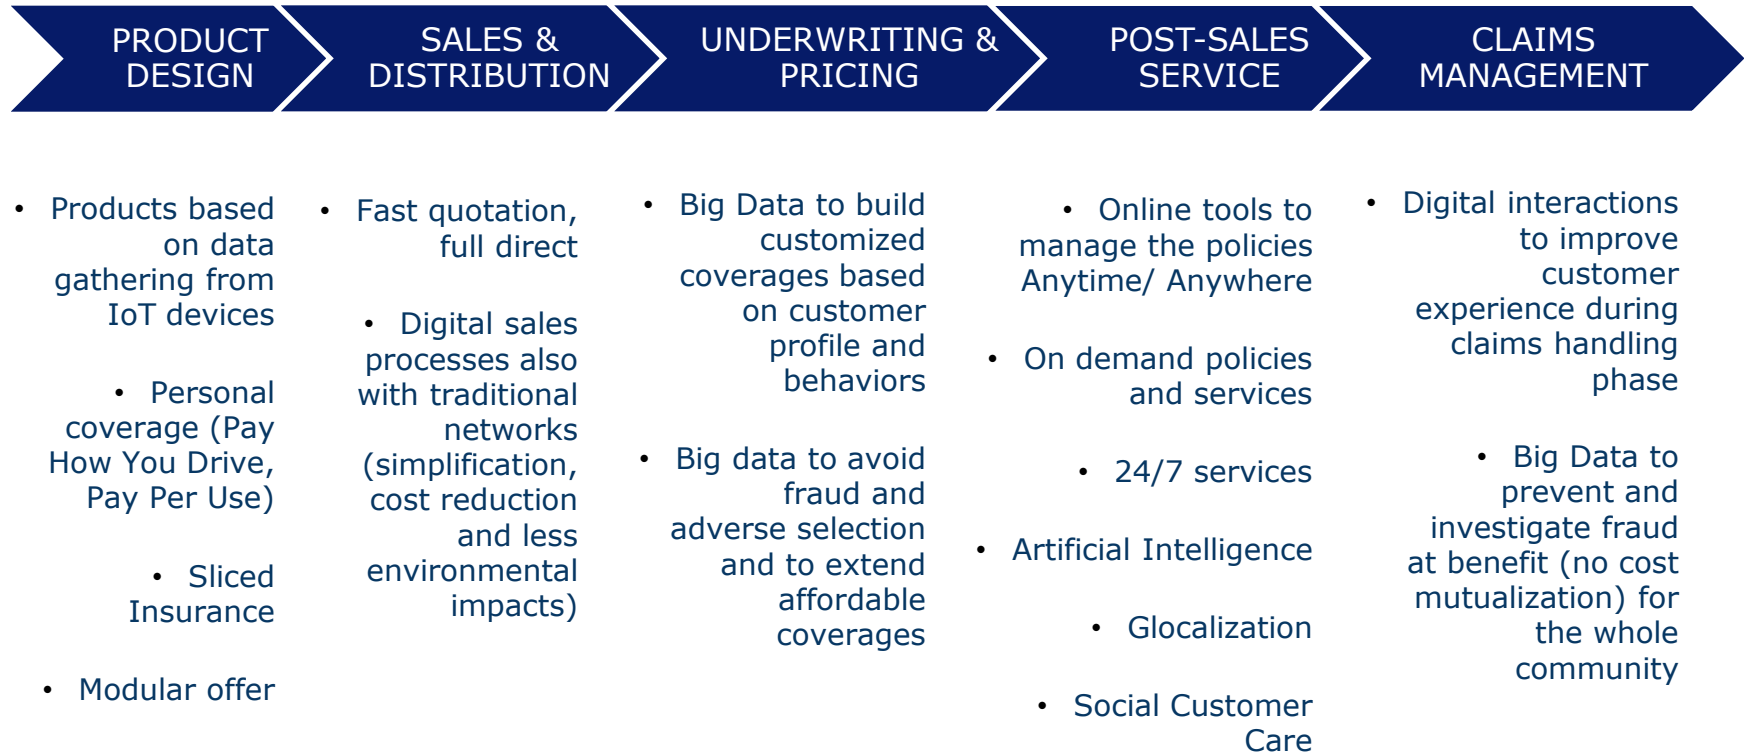 PRODUCT
DESIGN
SALES &
DISTRIBUTION
UNDERWRITING &
PRICING
POST-SALES
SERVICE
CLAIMS
MANAGEMENT
• Products based
on data
gathering from
IoT devices
• Personal
coverage (Pay
How You Drive,
Pay Per Use)
• Sliced
Insurance
• Modular offer
• Fast quotation,
full direct
• Digital sales
processes also
with traditional
networks
(simplification,
cost reduction
and less
environmental
impacts)
• Big Data to build
customized
coverages based
on customer
profile and
behaviors
• Big data to avoid
fraud and
adverse selection
and to extend
affordable
coverages
• Online tools to
manage the policies
Anytime/ Anywhere
• On demand policies
and services
• 24/7 services
• Artificial Intelligence
• Glocalization
• Social Customer
Care
• Digital interactions
to improve
customer
experience during
claims handling
phase
• Big Data to
prevent and
investigate fraud
at benefit (no cost
mutualization) for
the whole
community